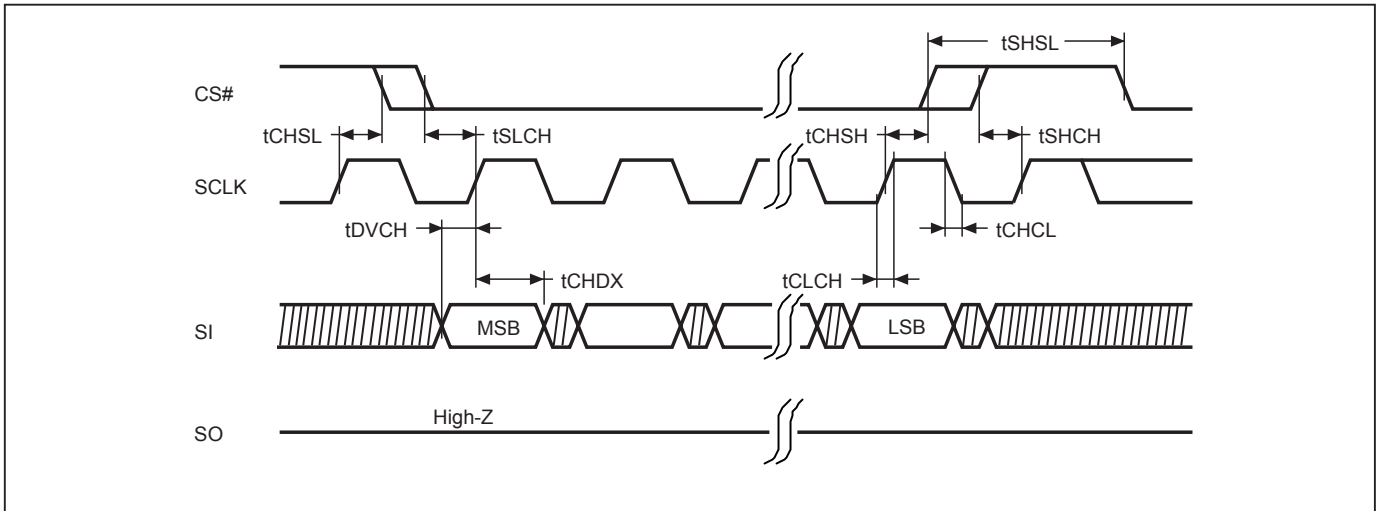 tSHSL
CS#
tCHSL
tSLCH
tCHSH
tSHCH
SCLK
tDVCH
tCHCL
tCHDX
tCLCH
SI
MSB
LSB
High-Z
SO